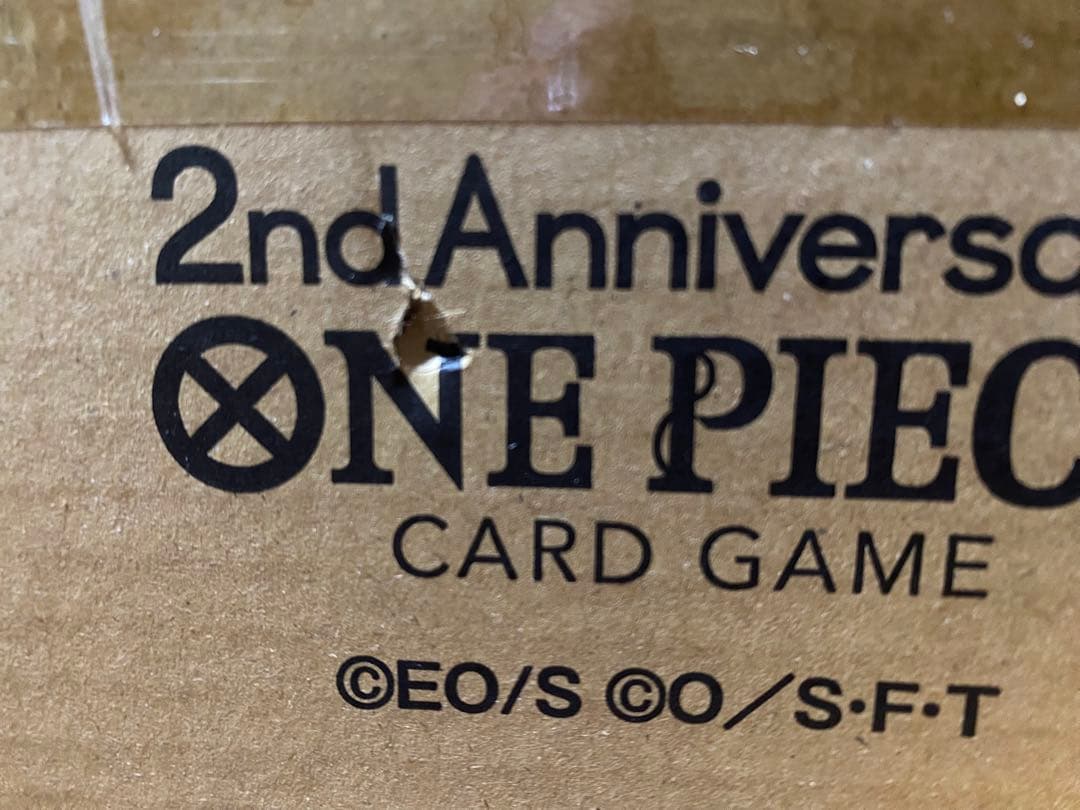 2nd Anniversa
ONE PIEC
CARD GAME
©EO/S ©O/S・F・T